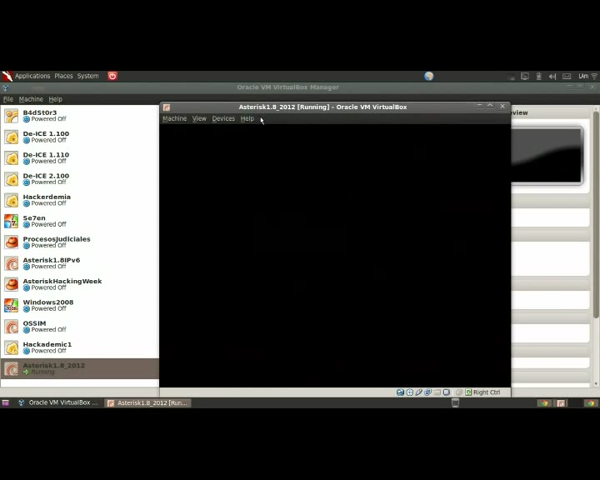 Applications Places System
Oracle VM VirtualBox Manager
File Machine Help
Asterisk1.8_2012 [Running] - Oracle VM VirtualBox
Machine View Devices Help
B4dSt0r3
Powered Off
De-ICE 1.100
Powered Off
De-ICE 1.110
Powered Off
De-ICE 2.100
Powered Off
Hackerdemia
Powered Off
Se7en
Powered Off
ProcesosJudiciales
Powered Off
Asterisk1.8IPv6
Powered Off
AsteriskHackingWeek
Powered Off
Windows2008
Powered Off
OSSIM
Powered Off
Hackademic1
Powered Off
Asterisk1.8_2012
Running
Right Ctrl
Oracle VM VirtualBox ...
Asterisk1.8_2012 [Run...